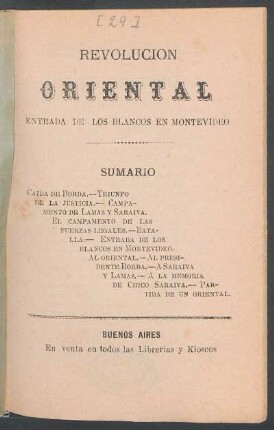 [29]
REVOLUCION
ORIENTAL
ENTRADA DE LOS BLANCOS EN MONTEVIDEO
SUMARIO
CAIDA DE BORDA.—TRIUNFO
DE LA JUSTICIA.— CAMPA-
MENTO DE LAMAS Y SARAIVA.
EL CAMPAMENTO DE LAS
FUERZAS LEGALES.—BATA-
LLA.— ENTRADA DE LOS
BLANCOS EN MONTEVIDEO.
AL ORIENTAL.—AL PRESI-
DENTE BORDA.—A SARAIVA
Y LAMAS.— A LA MEMORIA
DE CHICO SARAIVA.— PAR-
TIDA DE UN ORIENTAL.
BUENOS AIRES
En venta en todos las Librerias y Kioscos